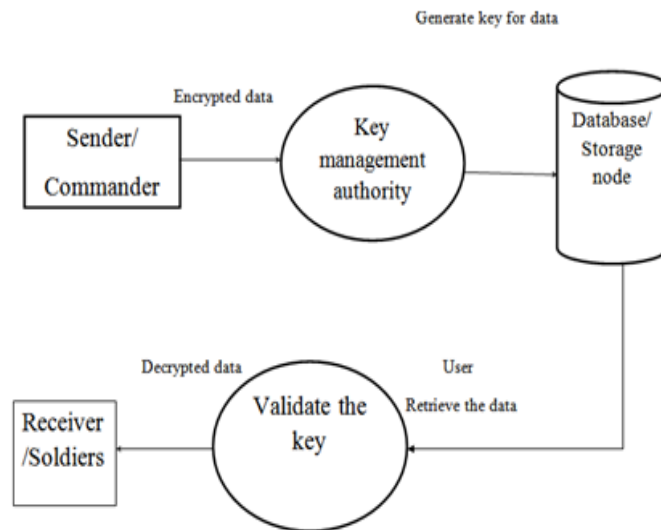 Generate key for data
Encrypted data
Sender/
Commander
Key
management
authority
Database/
Storage
node
Decrypted data
User
Retrieve the data
Validate the
key
Receiver
/Soldiers